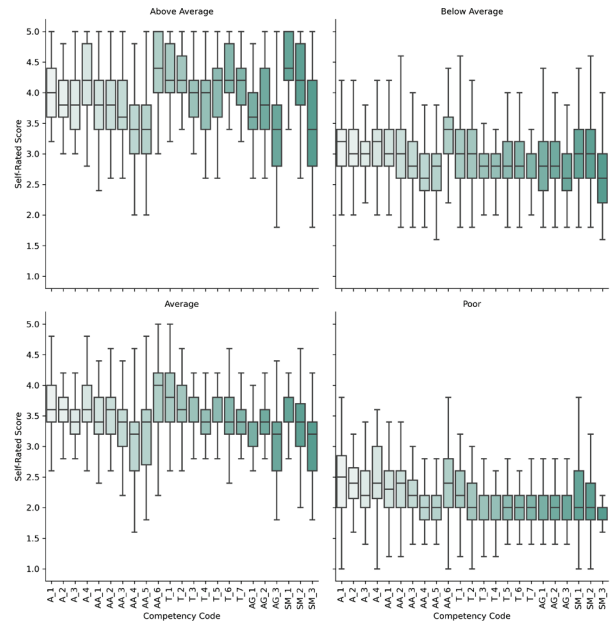 Above Average
Below Average
5.0
4.5
4.0
3.5
3.0
2.5
2.0
1.5
1.0
Self-Rated Score
Average
Poor
5.0
4.5
4.0
3.5
3.0
2.5
2.0
1.5
1.0
Self-Rated Score
A_1
A_2
A_3
A_4
AA_1
AA_2
AA_3
AA_4
AA_5
AA_6
T_1
T_2
T_3
T_4
T_5
T_6
T_7
AG_1
AG_2
AG_3
SM_1
SM_2
SM_3
Competency Code
A_1
A_2
A_3
A_4
AA_1
AA_2
AA_3
AA_4
AA_5
AA_6
T_1
T_2
T_3
T_4
T_5
T_6
T_7
AG_1
AG_2
AG_3
SM_1
SM_2
SM_3
Competency Code